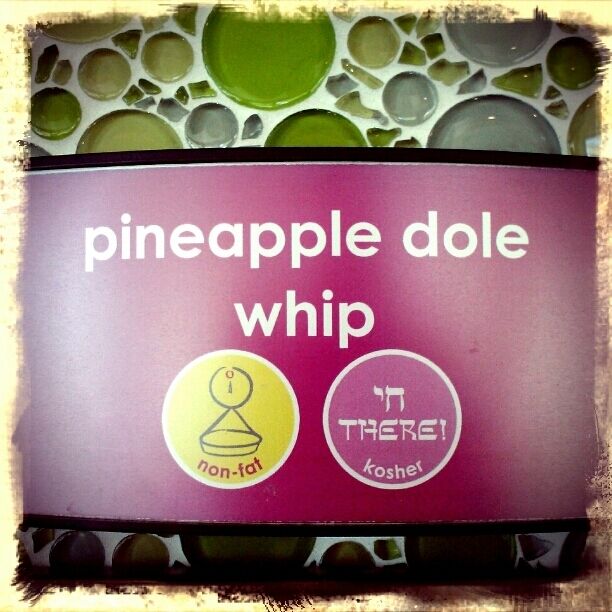 pineapple dole
whip
non-fat
חי
THERE!
kosher